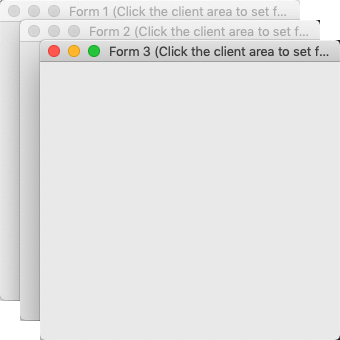 Form 1 (Click the client area to set f...
Form 2 (Click the client area to set f...
Form 3 (Click the client area to set f...